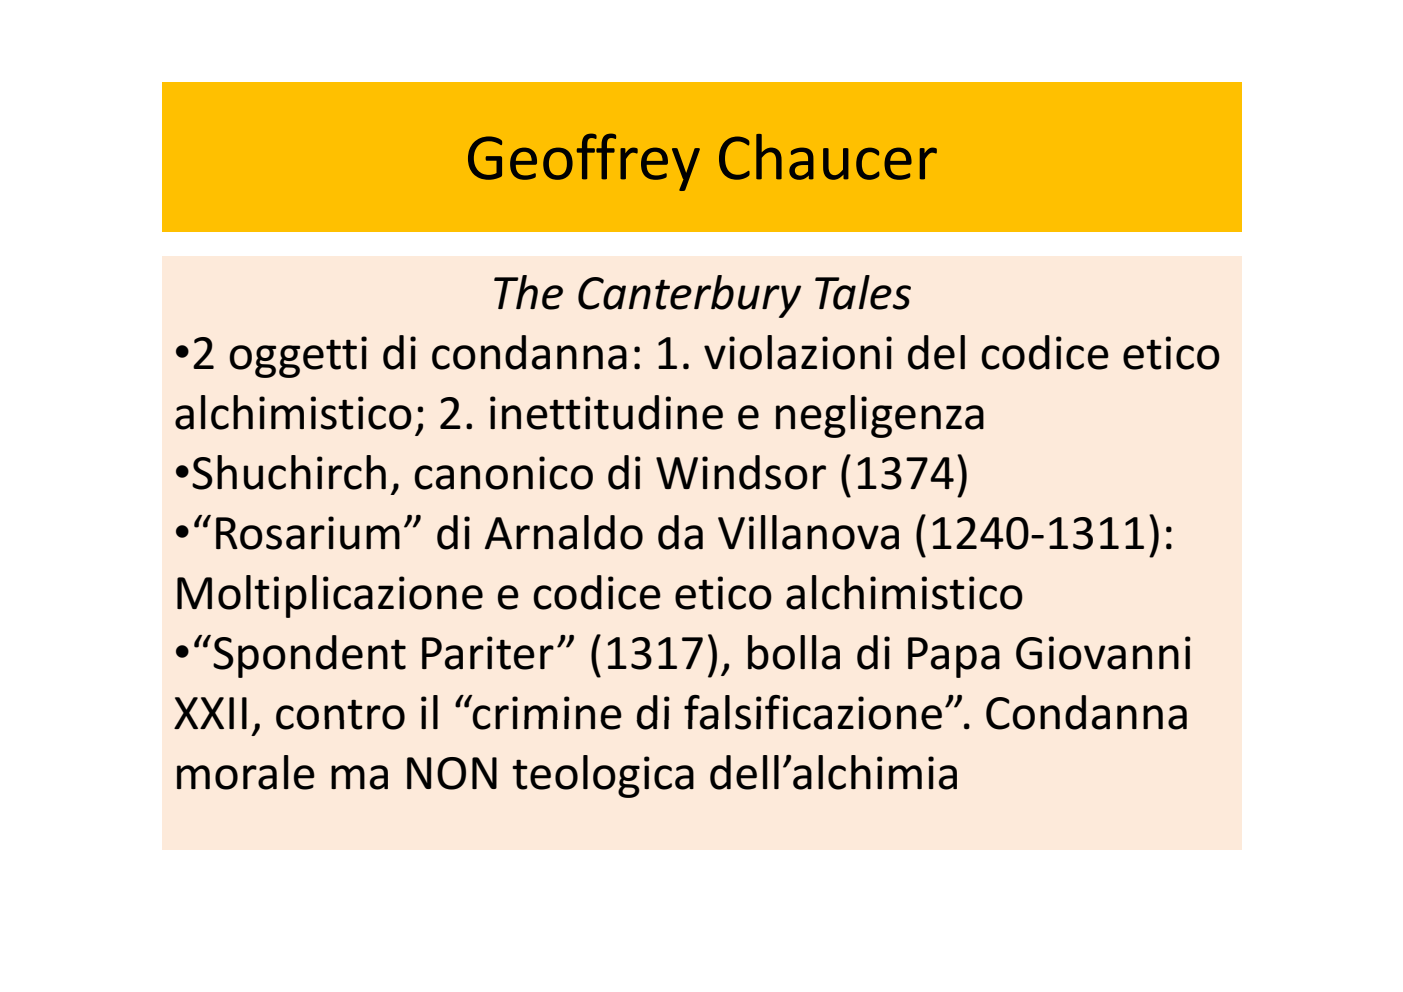 Geoffrey Chaucer
The Canterbury Tales
•2 oggetti di condanna: 1. violazioni del codice etico
alchimistico; 2. inettitudine e negligenza
•Shuchirch, canonico di Windsor (1374)
•“Rosarium” di Arnaldo da Villanova (1240-1311):
Moltiplicazione e codice etico alchimistico
•“Spondent Pariter” (1317), bolla di Papa Giovanni
XXII, contro il “crimine di falsificazione”. Condanna
morale ma NON teologica dell’alchimia